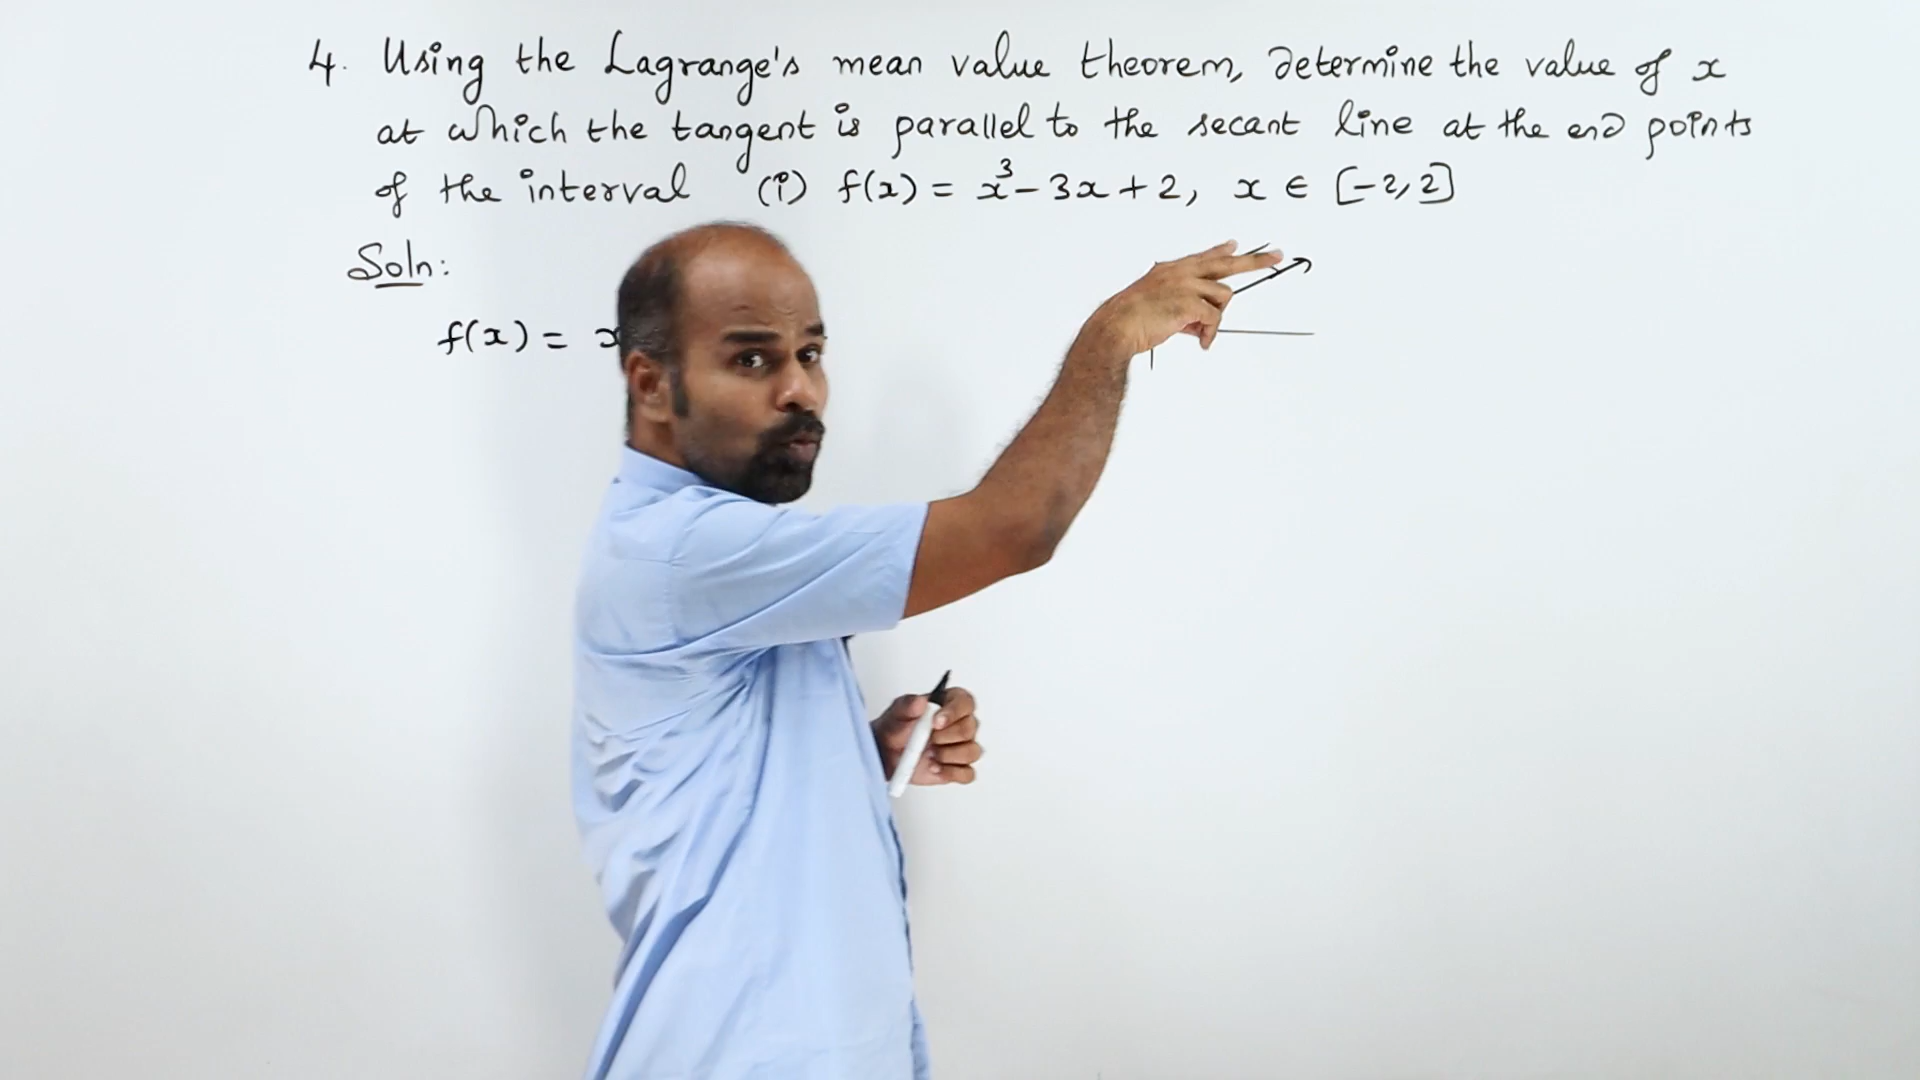 4. Using the Lagrange's mean value theorem, determine the value of x
at which the tangent is parallel to the secant line at the end points
of the interval (i) f(x) = x³ - 3x + 2, x ∈ [-2, 2]
Soln:
f(x) = x